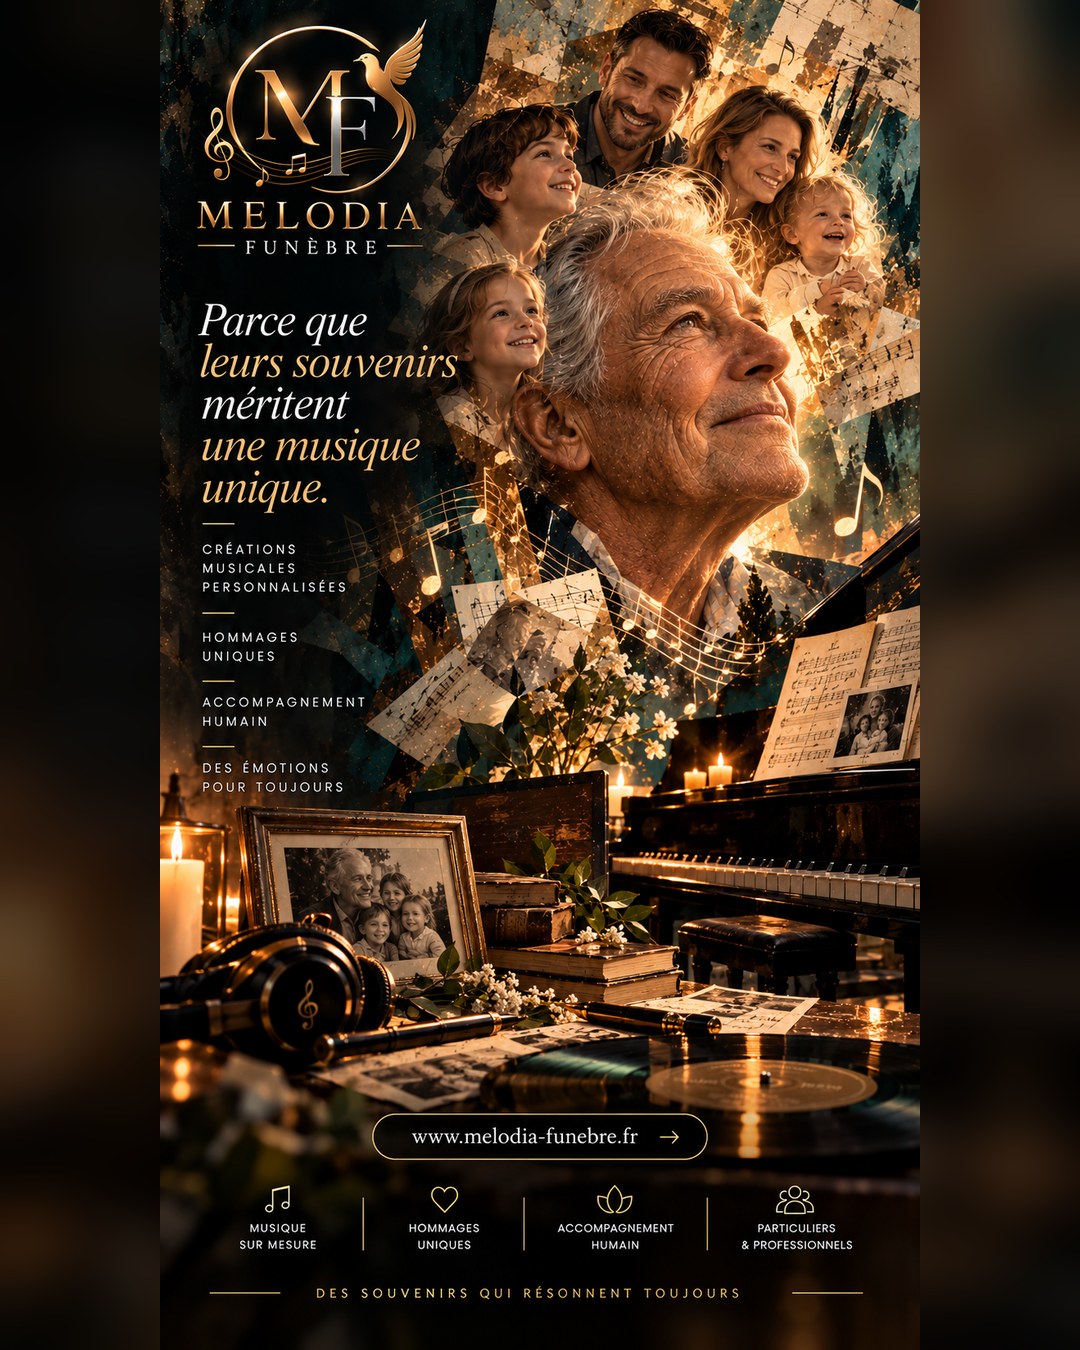 MF
MELODIA
FUNÈBRE
Parce que
leurs souvenirs
méritent
une musique
unique.
CRÉATIONS
MUSICALES
PERSONNALISÉES
HOMMAGES
UNIQUES
ACCOMPAGNEMENT
HUMAIN
DES ÉMOTIONS
POUR TOUJOURS
www.melodia-funebre.fr →
MUSIQUE
SUR MESURE
HOMMAGES
UNIQUES
ACCOMPAGNEMENT
HUMAIN
PARTICULIERS
& PROFESSIONNELS
DES SOUVENIRS QUI RÉSONNENT TOUJOURS